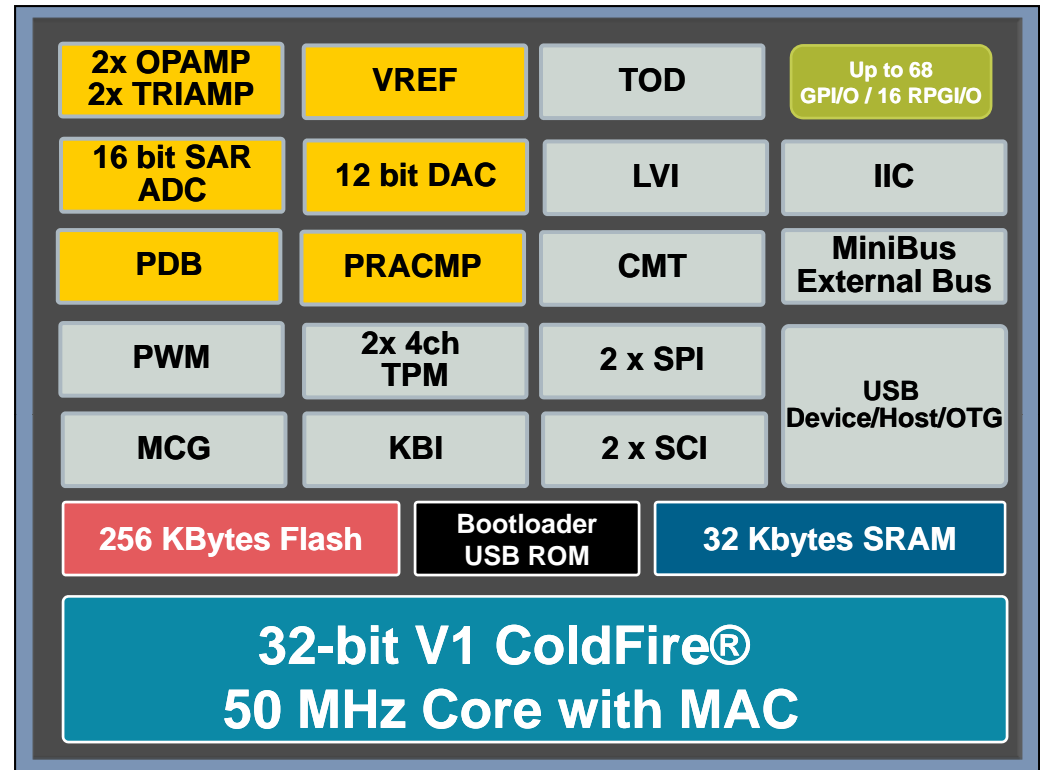 2x OPAMP
2x TRIAMP
VREF
TOD
Up to 68
GPI/O / 16 RPGI/O
16 bit SAR
ADC
12 bit DAC
LVI
IIC
PDB
PRACMP
CMT
MiniBus
External Bus
PWM
2x 4ch
TPM
2 x SPI
USB
Device/Host/OTG
MCG
KBI
2 x SCI
256 KBytes Flash
Bootloader
USB ROM
32 Kbytes SRAM
32-bit V1 ColdFire®
50 MHz Core with MAC